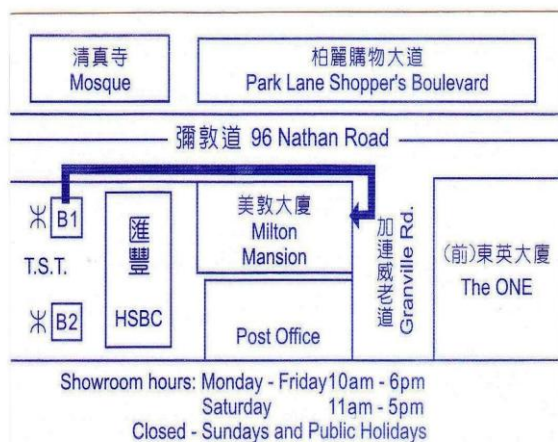 清真寺
Mosque
柏麗購物大道
Park Lane Shopper's Boulevard
彌敦道 96 Nathan Road
B1
T.S.T.
B2
匯豐
HSBC
美敦大廈
Milton
Mansion
Post Office
加連威老道
Granville Rd.
(前)東英大廈
The ONE
Showroom hours: Monday - Friday 10am - 6pm
Saturday 11am - 5pm
Closed - Sundays and Public Holidays